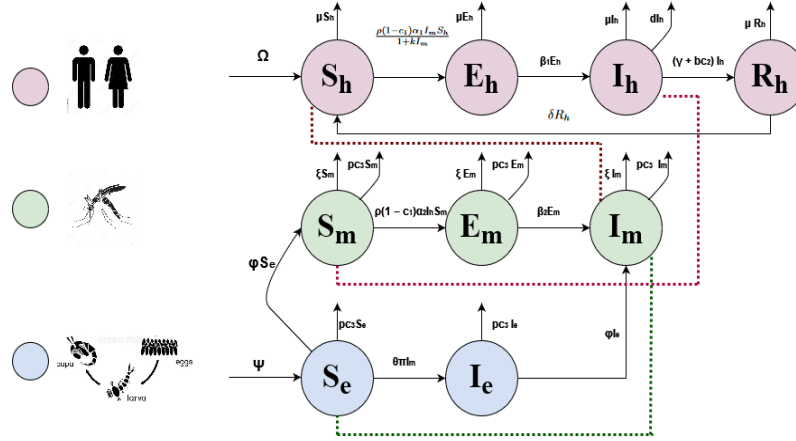 μSₕ
μEₕ
μIₕ
dIₕ
μ Rₕ
ρ(1−c₁)α₁IₘSₕ
1+kIₘ
Ω
β₁Eₕ
(γ + bc₂) Iₕ
Sₕ
Eₕ
Iₕ
Rₕ
δRₕ
ξSₘ
pc₃Sₘ
ξ Eₘ
pc₃ Eₘ
ξ Iₘ
pc₃ Iₘ
Sₘ
ρ(1 − c₁)α₂IₕSₘ
Eₘ
β₂Eₘ
Iₘ
φSₑ
pc₃Sₑ
pc₃ Iₑ
φIₑ
eggs
larva
Ψ
Sₑ
θπIₘ
Iₑ